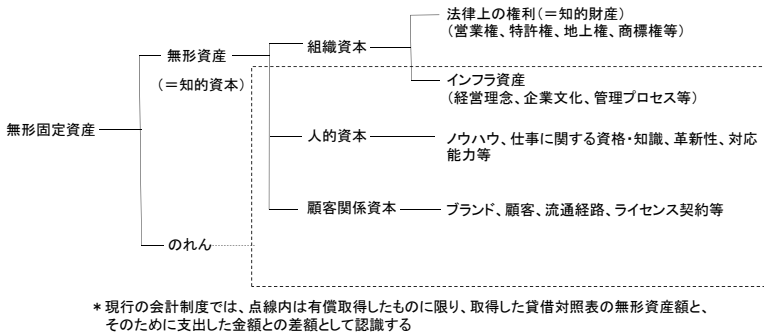 法律上の権利(=知的財産)
(営業権、特許権、地上権、商標権等)
組織資本
無形資産
(=知的資本)
インフラ資産
(経営理念、企業文化、管理プロセス等)
無形固定資産
人的資本
ノウハウ、仕事に関する資格・知識、革新性、対応
能力等
顧客関係資本
ブランド、顧客、流通経路、ライセンス契約等
のれん
*現行の会計制度では、点線内は有償取得したものに限り、取得した貸借対照表の無形資産額と、
そのために支出した金額との差額として認識する